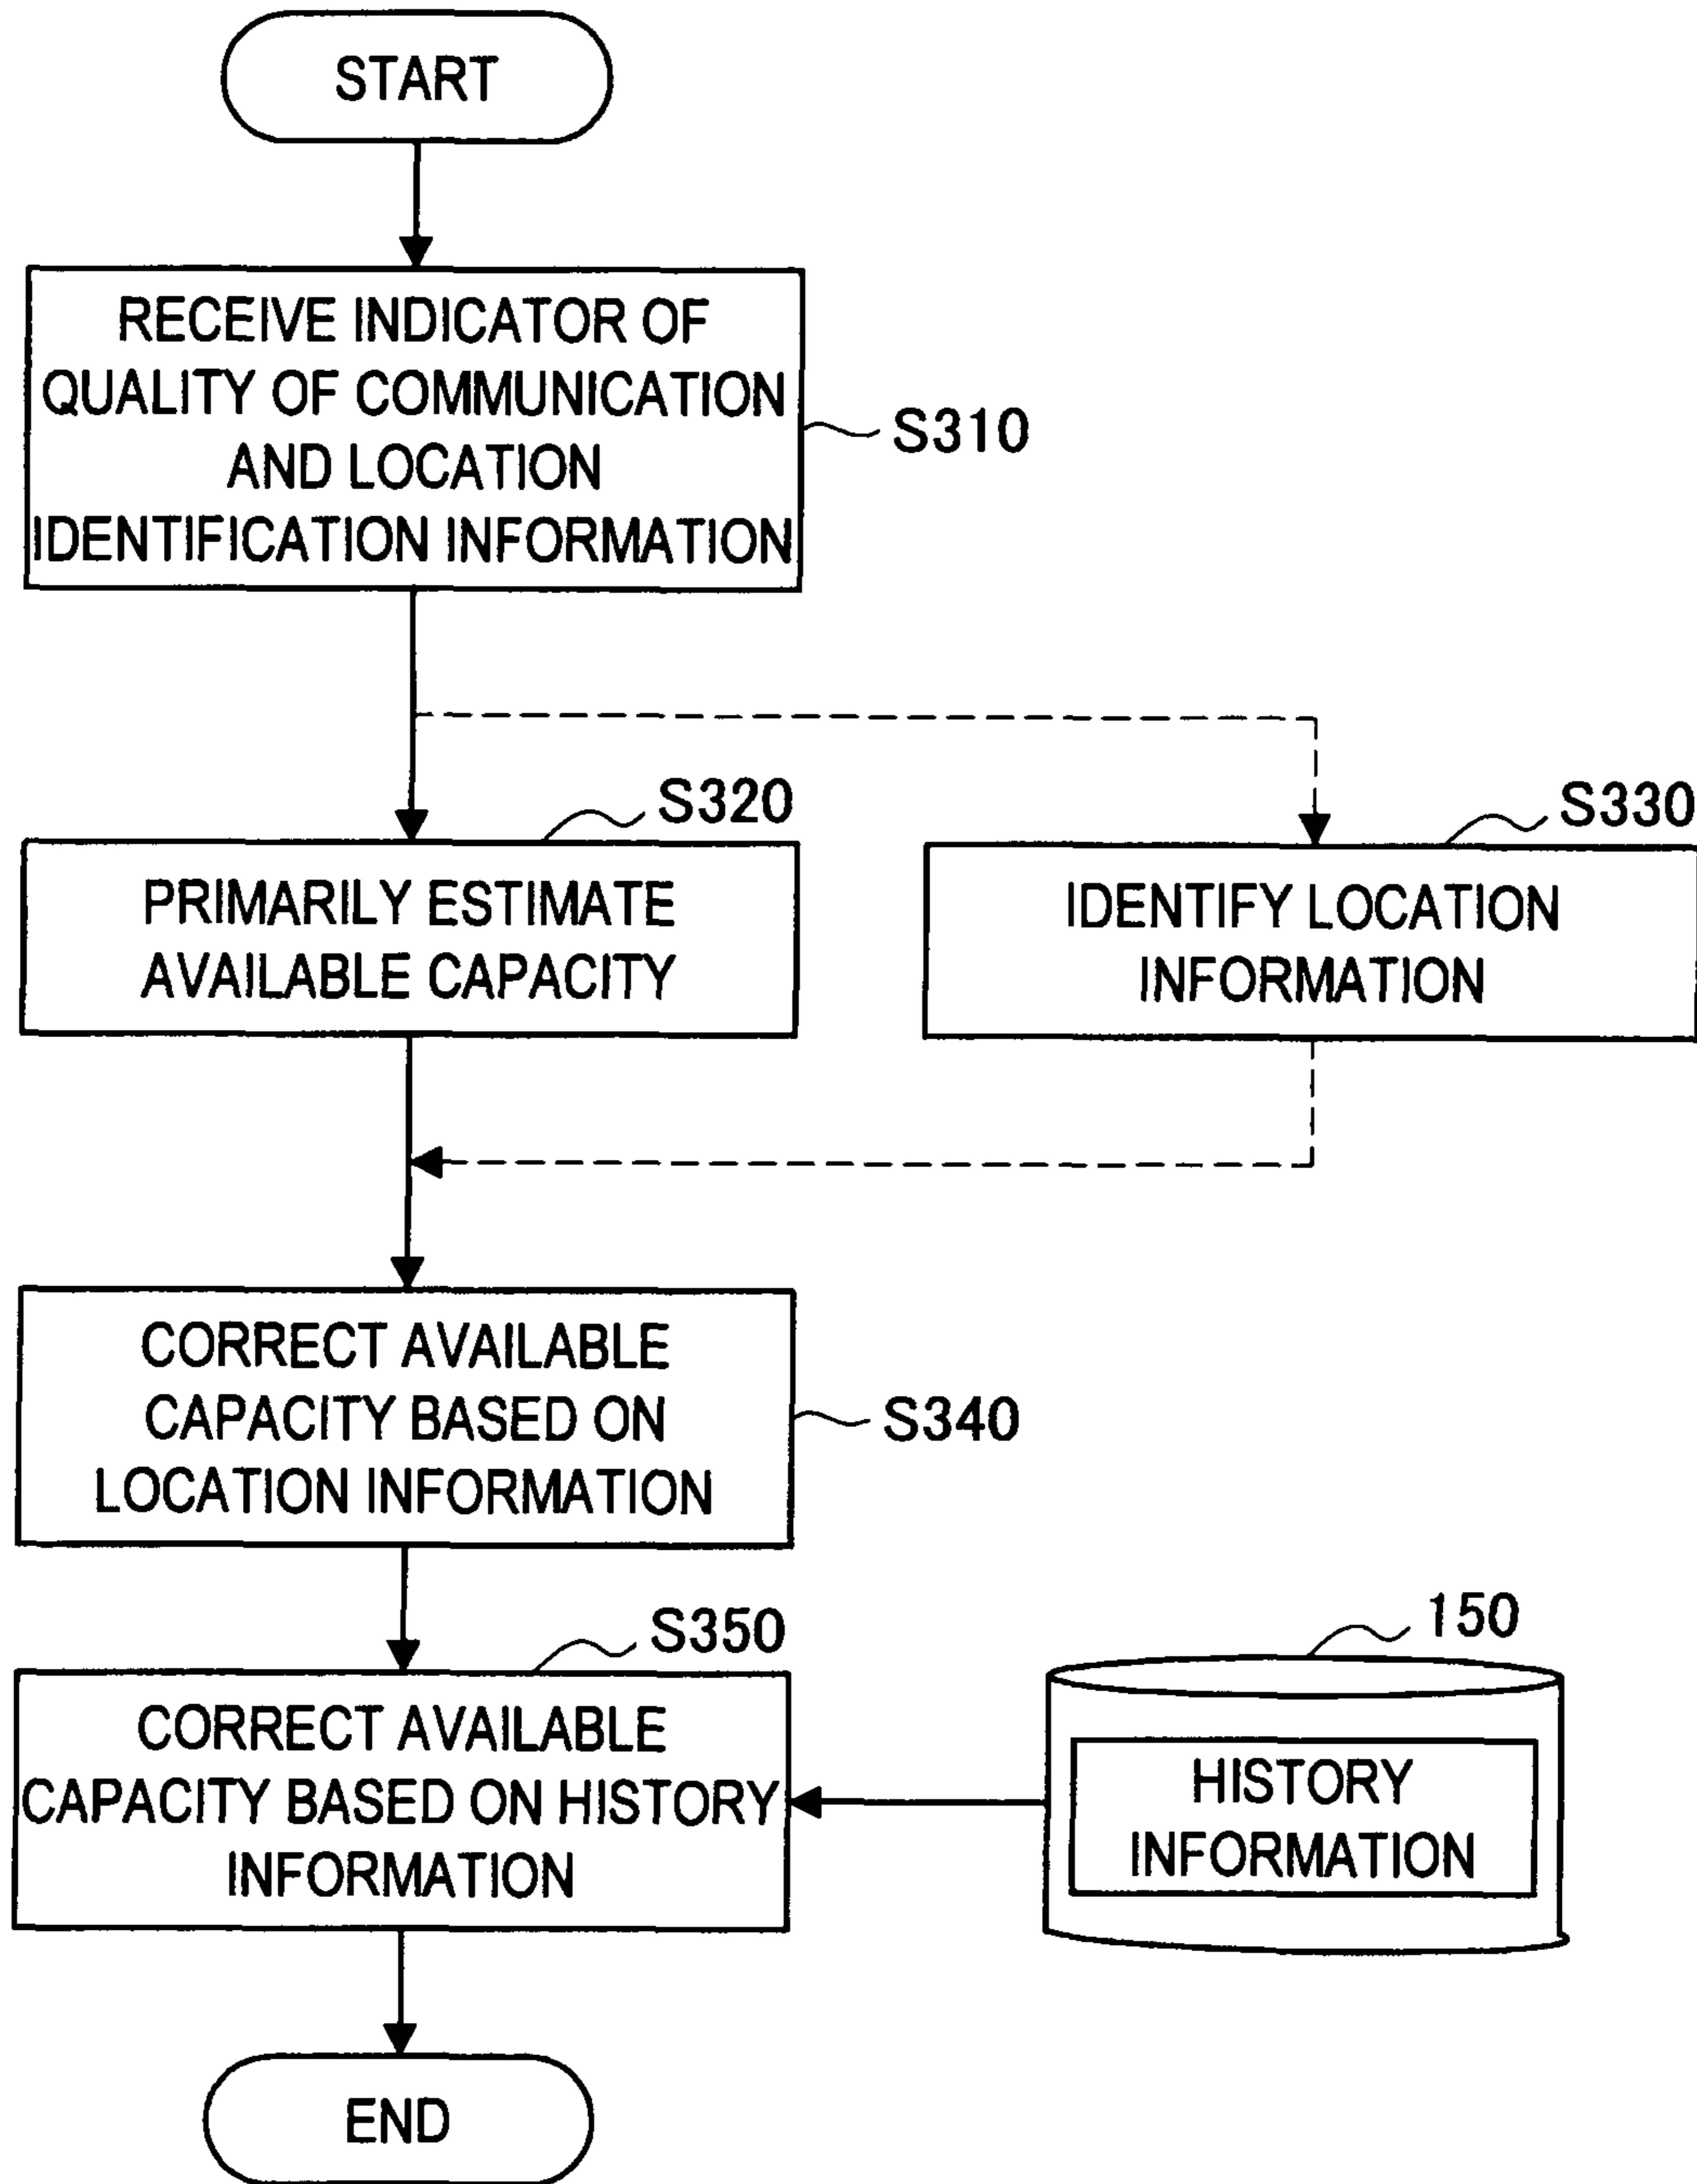 START
RECEIVE INDICATOR OF
QUALITY OF COMMUNICATION
AND LOCATION
IDENTIFICATION INFORMATION
S310
S320
PRIMARILY ESTIMATE
AVAILABLE CAPACITY
S330
IDENTIFY LOCATION
INFORMATION
CORRECT AVAILABLE
CAPACITY BASED ON
LOCATION INFORMATION
S340
S350
CORRECT AVAILABLE
CAPACITY BASED ON HISTORY
INFORMATION
150
HISTORY
INFORMATION
END